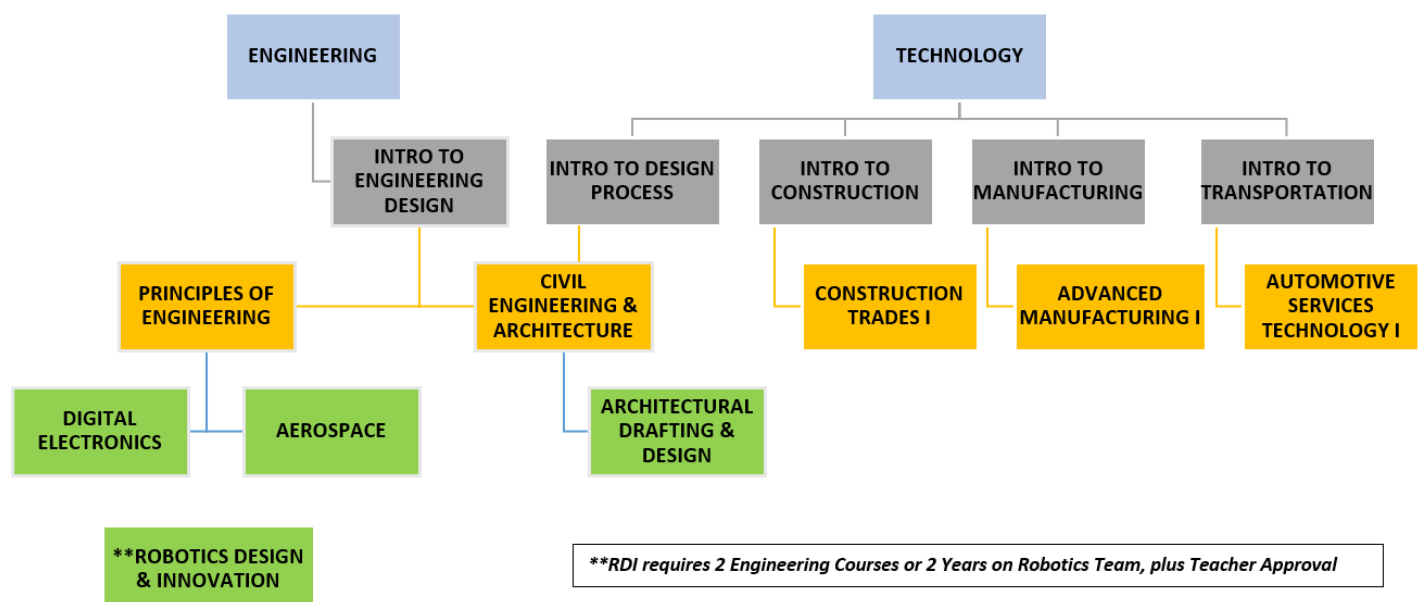 ENGINEERING
TECHNOLOGY
INTRO TO
ENGINEERING
DESIGN
INTRO TO DESIGN
PROCESS
INTRO TO
CONSTRUCTION
INTRO TO
MANUFACTURING
INTRO TO
TRANSPORTATION
PRINCIPLES OF
ENGINEERING
CIVIL
ENGINEERING &
ARCHITECTURE
CONSTRUCTION
TRADES I
ADVANCED
MANUFACTURING I
AUTOMOTIVE
SERVICES
TECHNOLOGY I
DIGITAL
ELECTRONICS
AEROSPACE
ARCHITECTURAL
DRAFTING &
DESIGN
**ROBOTICS DESIGN
& INNOVATION
**RDI requires 2 Engineering Courses or 2 Years on Robotics Team, plus Teacher Approval